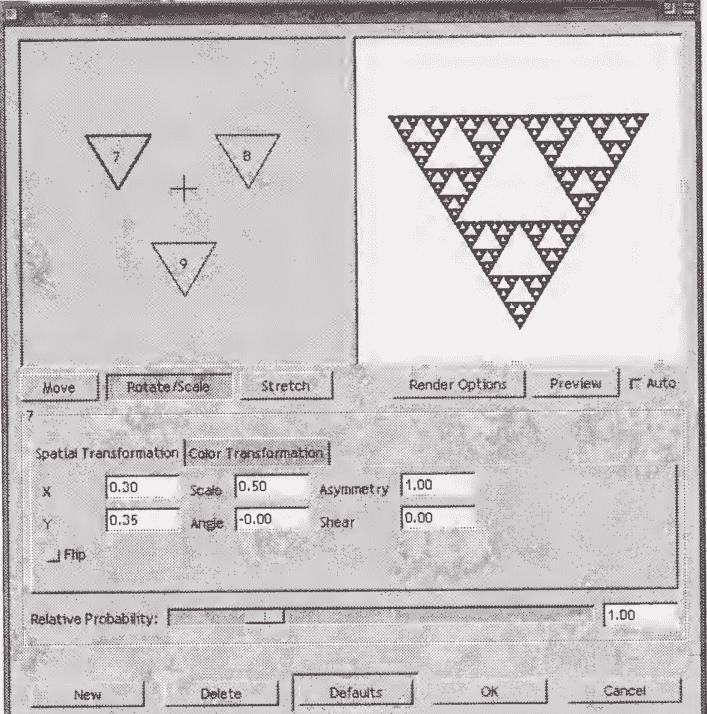 7
8
9
Move
Rotate/Scale
Stretch
Render Options
Preview
Auto
7
Spatial Transformation
Color Transformation
X 0.30 Scale 0.50 Asymmetry 1.00
Y 0.35 Angle -0.00 Shear 0.00
Flip
Relative Probability: 1.00
New
Delete
Defaults
OK
Cancel